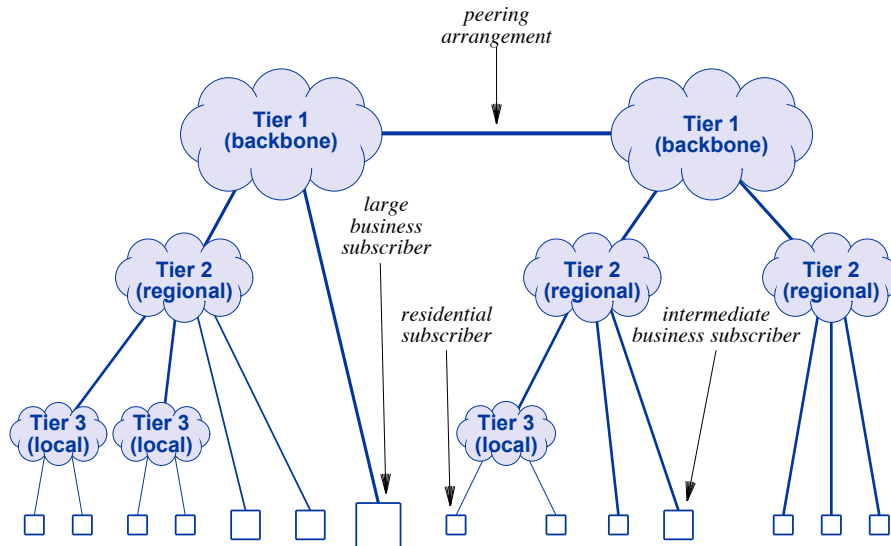 peering
arrangement
Tier 1
(backbone)
Tier 1
(backbone)
large
business
subscriber
Tier 2
(regional)
Tier 2
(regional)
Tier 2
(regional)
residential
subscriber
intermediate
business subscriber
Tier 3
(local)
Tier 3
(local)
Tier 3
(local)